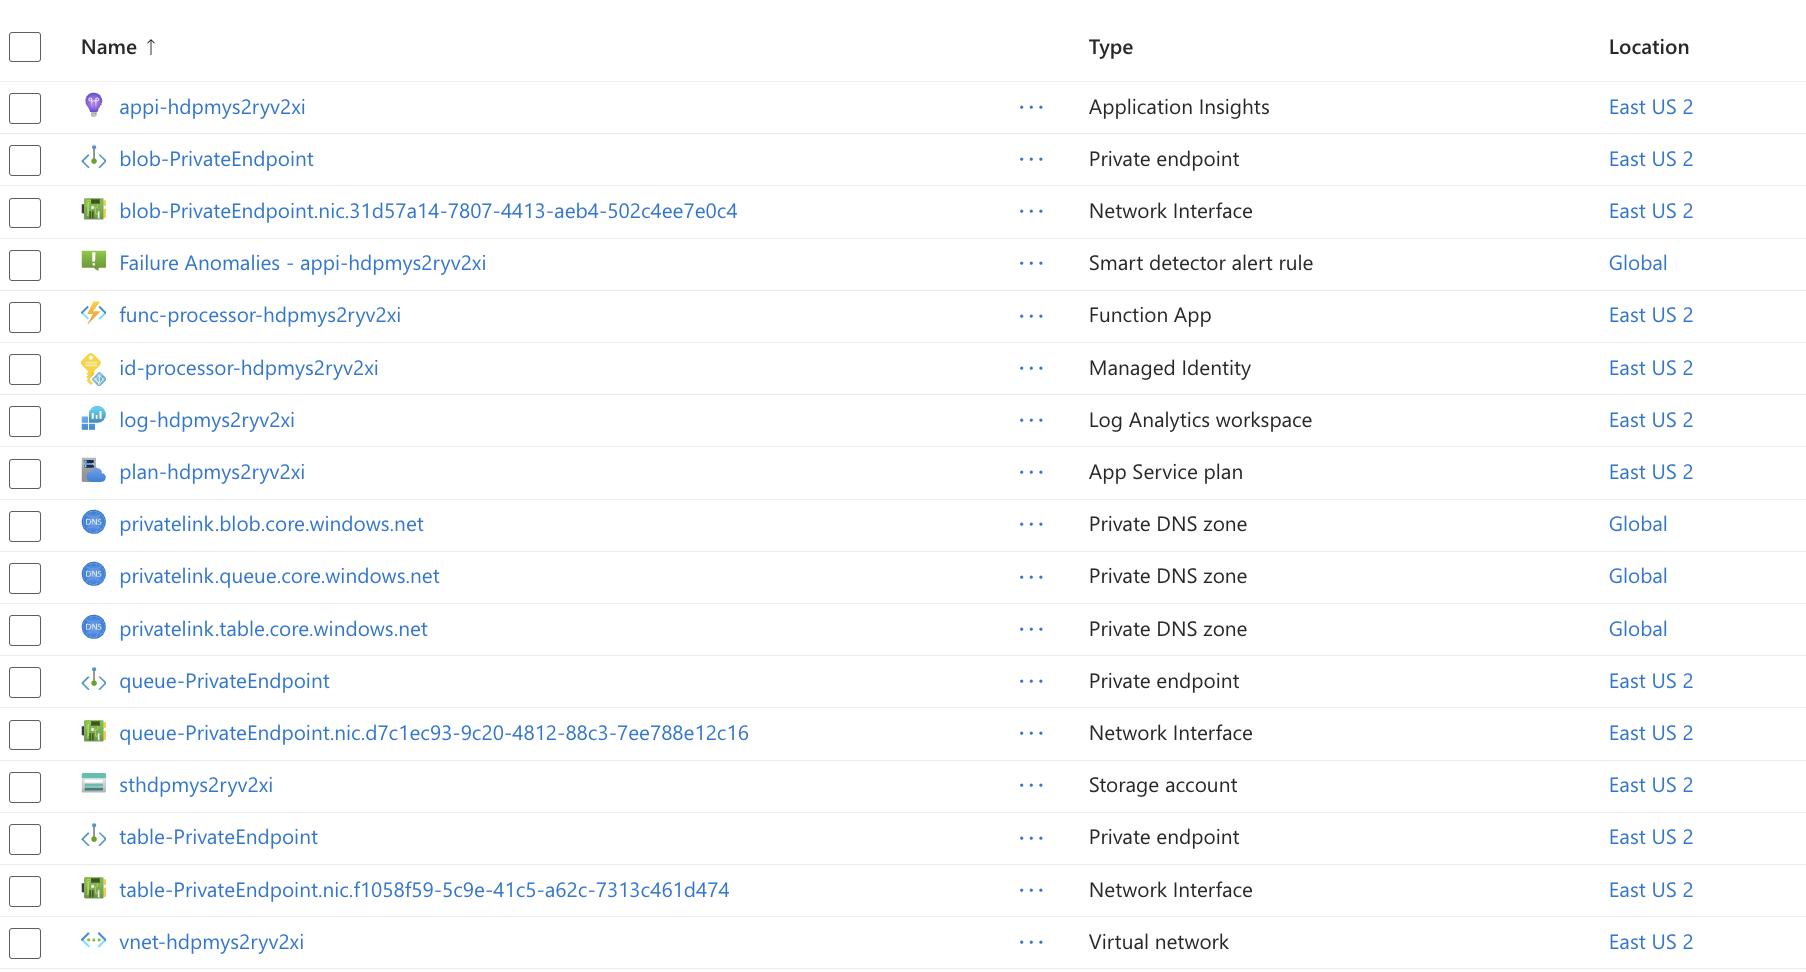 Name ↑ Type Location
appi-hdpmys2ryv2xi ··· Application Insights East US 2
blob-PrivateEndpoint ··· Private endpoint East US 2
blob-PrivateEndpoint.nic.31d57a14-7807-4413-aeb4-502c4ee7e0c4 ··· Network Interface East US 2
Failure Anomalies - appi-hdpmys2ryv2xi ··· Smart detector alert rule Global
func-processor-hdpmys2ryv2xi ··· Function App East US 2
id-processor-hdpmys2ryv2xi ··· Managed Identity East US 2
log-hdpmys2ryv2xi ··· Log Analytics workspace East US 2
plan-hdpmys2ryv2xi ··· App Service plan East US 2
DNS privatelink.blob.core.windows.net ··· Private DNS zone Global
DNS privatelink.queue.core.windows.net ··· Private DNS zone Global
DNS privatelink.table.core.windows.net ··· Private DNS zone Global
queue-PrivateEndpoint ··· Private endpoint East US 2
queue-PrivateEndpoint.nic.d7c1ec93-9c20-4812-88c3-7ee788e12c16 ··· Network Interface East US 2
sthdpmys2ryv2xi ··· Storage account East US 2
table-PrivateEndpoint ··· Private endpoint East US 2
table-PrivateEndpoint.nic.f1058f59-5c9e-41c5-a62c-7313c461d474 ··· Network Interface East US 2
vnet-hdpmys2ryv2xi ··· Virtual network East US 2